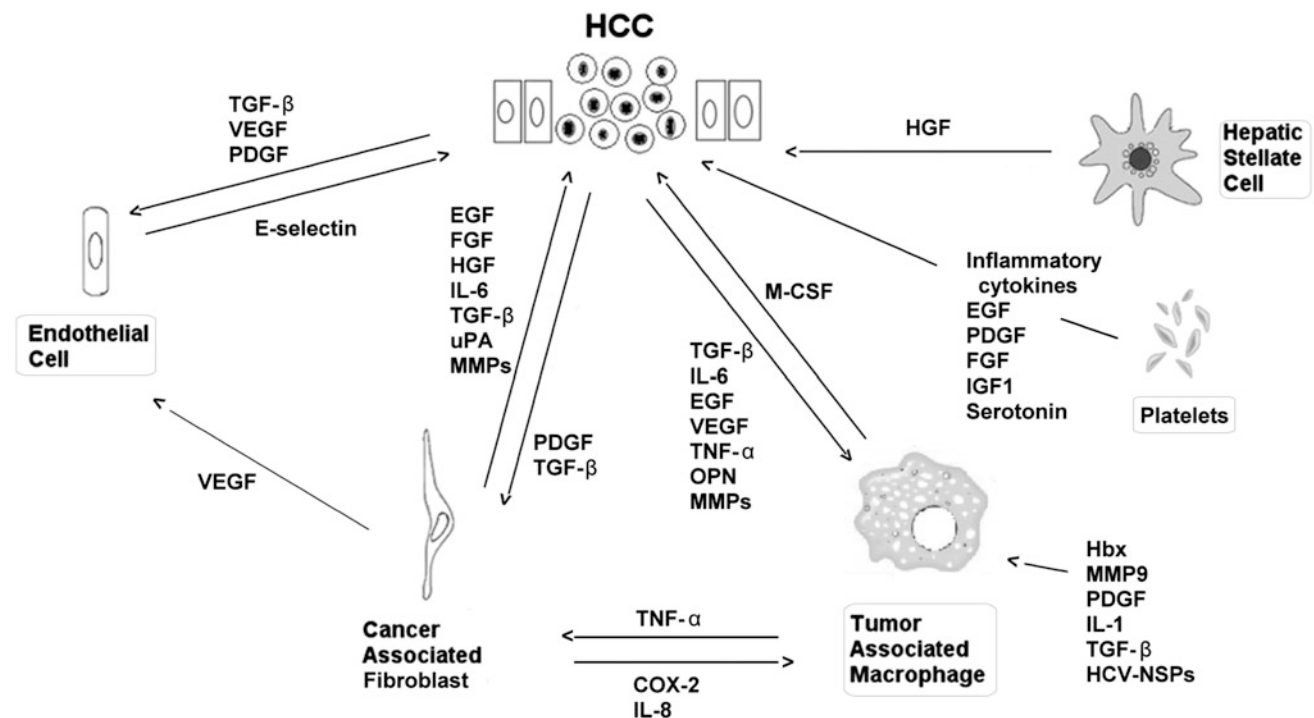 HCC
TGF-β
VEGF
PDGF
E-selectin
Endothelial
Cell
EGF
FGF
HGF
IL-6
TGF-β
uPA
MMPs
PDGF
TGF-β
M-CSF
TGF-β
IL-6
EGF
VEGF
TNF-α
OPN
MMPs
HGF
Hepatic
Stellate
Cell
Inflammatory
cytokines
EGF
PDGF
FGF
IGF1
Serotonin
Platelets
VEGF
Cancer
Associated
Fibroblast
TNF-α
COX-2
IL-8
Tumor
Associated
Macrophage
Hbx
MMP9
PDGF
IL-1
TGF-β
HCV-NSPs